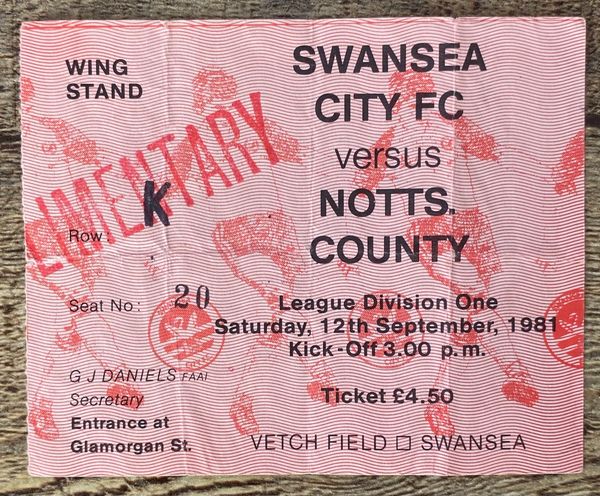 WING
STAND
SWANSEA
CITY FC
versus
NOTTS.
COUNTY
LIMENTARY
Row: K
Seat No: 20
League Division One
Saturday, 12th September, 1981
Kick-Off 3.00 p.m.
G J DANIELS FAAI
Secretary
Entrance at
Glamorgan St.
Ticket £4.50
VETCH FIELD □ SWANSEA